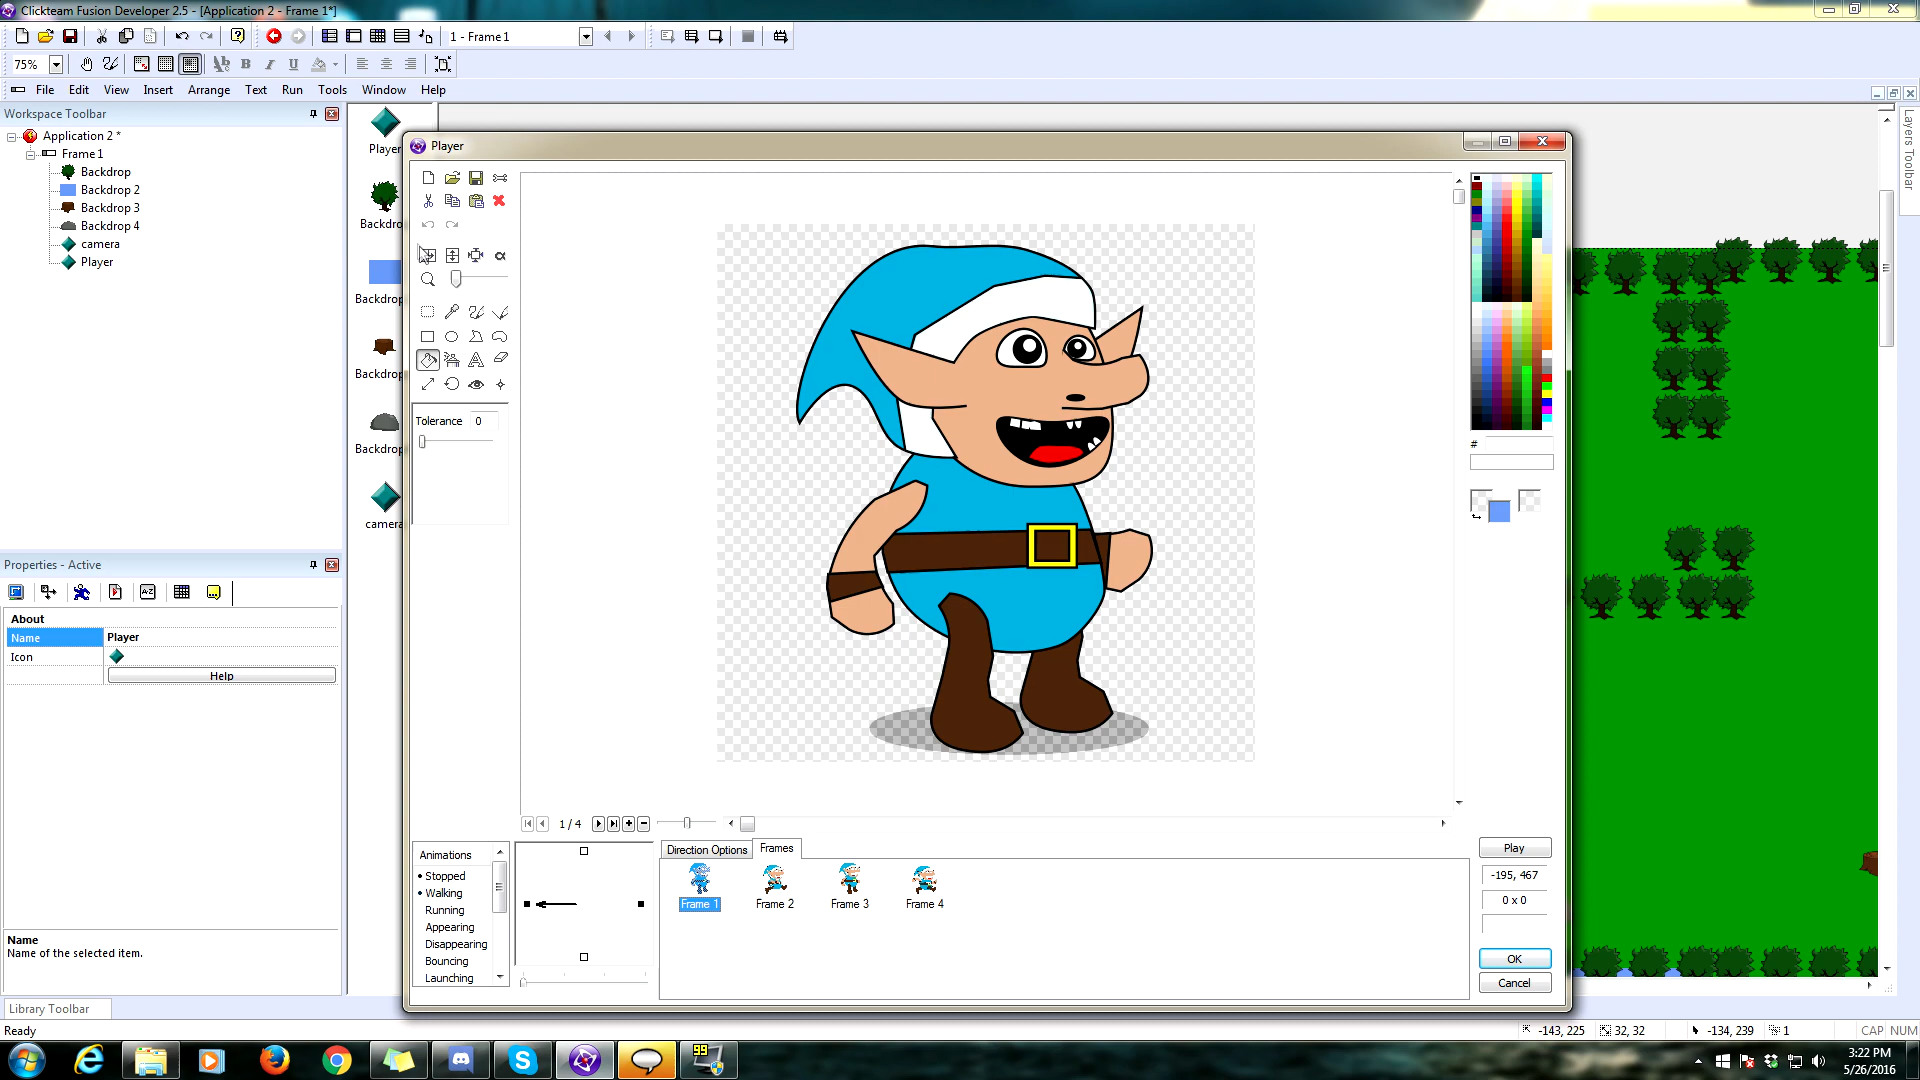 Clickteam Fusion Developer 2.5 - [Application 2 - Frame 1*]
1 - Frame 1
75%
File Edit View Insert Arrange Text Run Tools Window Help
Workspace Toolbar
Application 2 *
Frame 1
Backdrop
Backdrop 2
Backdrop 3
Backdrop 4
camera
Player
Properties - Active
About
Name Player
Icon
Help
Name
Name of the selected item.
Library Toolbar
Ready
Player
Backdro
Backdrop
Backdrop
Backdrop
camera
Player
Tolerance 0
#
1 / 4
Animations
Stopped
Walking
Running
Appearing
Disappearing
Bouncing
Launching
Direction Options Frames
Frame 1 Frame 2 Frame 3 Frame 4
Play
-195, 467
0 x 0
OK
Cancel
Layers Toolbar
-143, 225 32, 32 -134, 239 1 CAP NUM
99
3:22 PM
5/26/2016